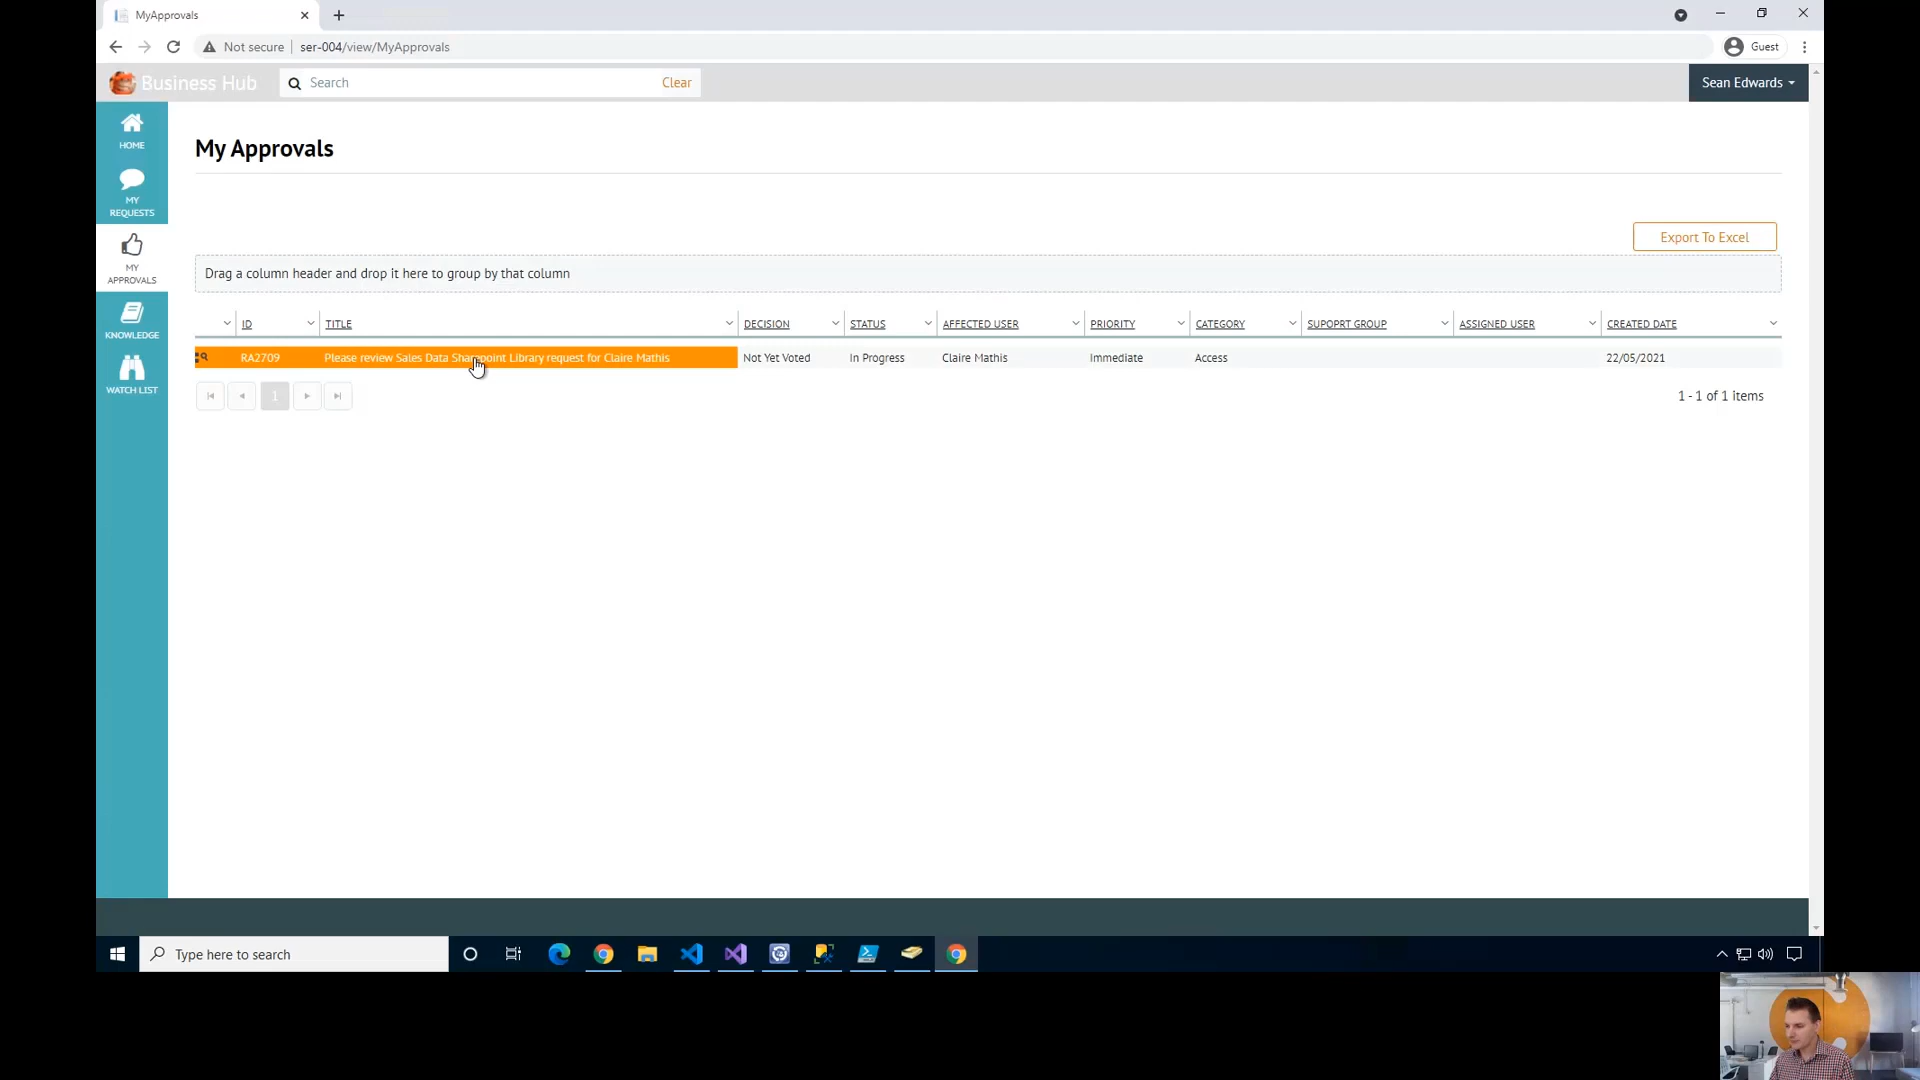 MyApprovals
Not secure
ser-004/view/MyApprovals
Guest
Business Hub
Search
Clear
Sean Edwards
HOME
MY
REQUESTS
MY
APPROVALS
KNOWLEDGE
WATCH LIST
My Approvals
Export To Excel
Drag a column header and drop it here to group by that column
ID TITLE DECISION STATUS AFFECTED USER PRIORITY CATEGORY SUPOPRT GROUP ASSIGNED USER CREATED DATE
RA2709 Please review Sales Data Sharepoint Library request for Claire Mathis Not Yet Voted In Progress Claire Mathis Immediate Access 22/05/2021
1
1 - 1 of 1 items
Type here to search